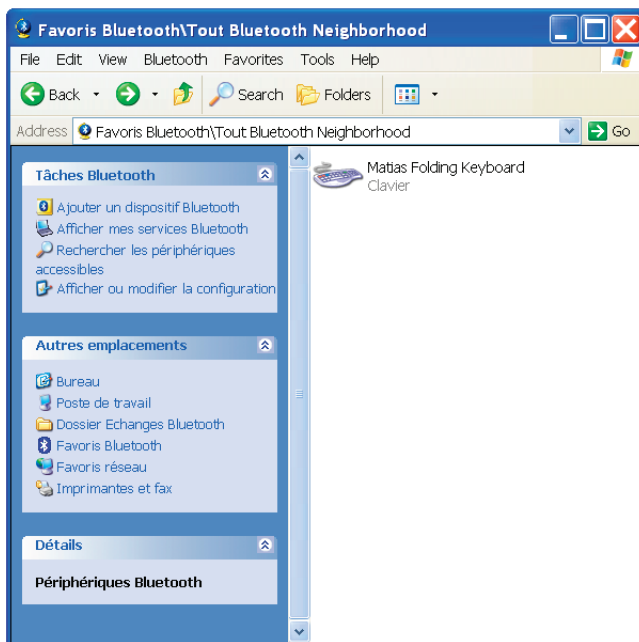 Favoris Bluetooth\Tout Bluetooth Neighborhood
File Edit View Bluetooth Favorites Tools Help
Back Search Folders
Address Favoris Bluetooth\Tout Bluetooth Neighborhood Go
Tâches Bluetooth
Ajouter un dispositif Bluetooth
Afficher mes services Bluetooth
Rechercher les périphériques
accessibles
Afficher ou modifier la configuration
Autres emplacements
Bureau
Poste de travail
Dossier Echanges Bluetooth
Favoris Bluetooth
Favoris réseau
Imprimantes et fax
Détails
Périphériques Bluetooth
Matias Folding Keyboard
Clavier